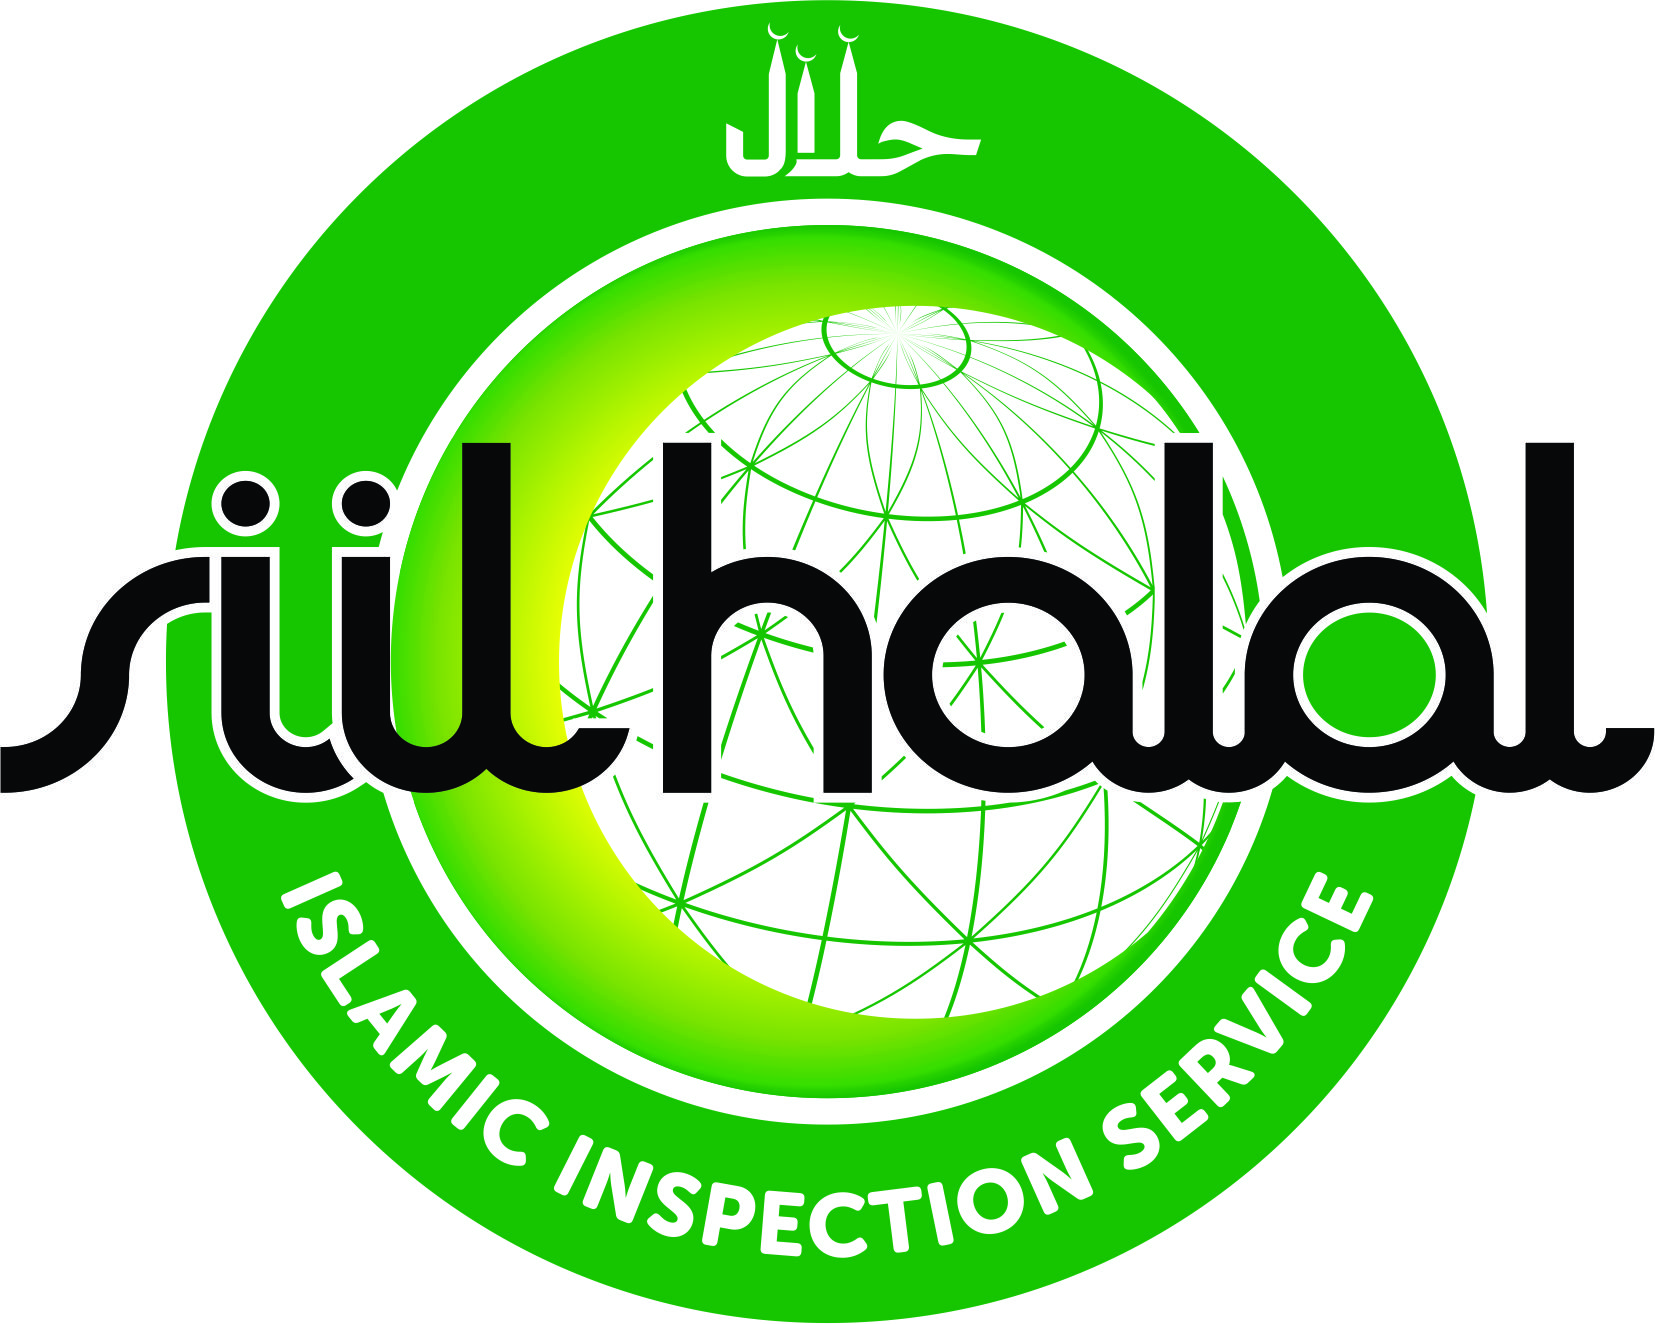 حلال
siil halal
ISLAMIC INSPECTION SERVICE